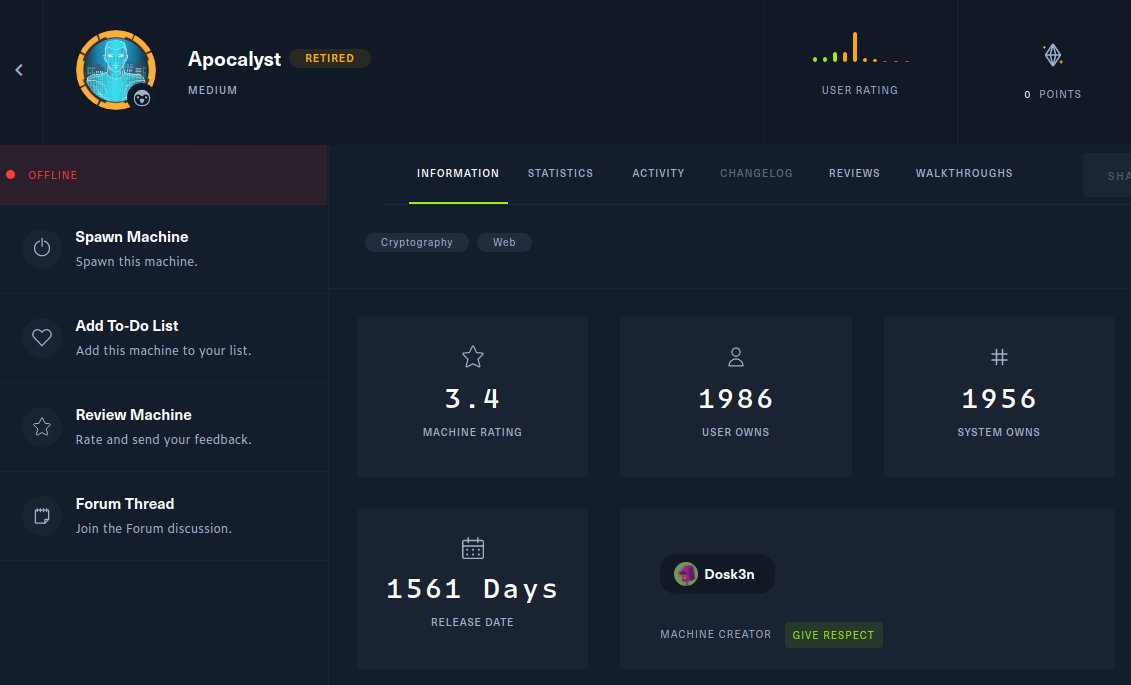 Apocalyst RETIRED
MEDIUM
USER RATING
0 POINTS
OFFLINE
INFORMATION STATISTICS ACTIVITY CHANGELOG REVIEWS WALKTHROUGHS SHA
Spawn Machine
Spawn this machine.
Add To-Do List
Add this machine to your list.
Review Machine
Rate and send your feedback.
Forum Thread
Join the Forum discussion.
Cryptography Web
3.4
MACHINE RATING
1986
USER OWNS
1956
SYSTEM OWNS
1561 Days
RELEASE DATE
Dosk3n
MACHINE CREATOR GIVE RESPECT